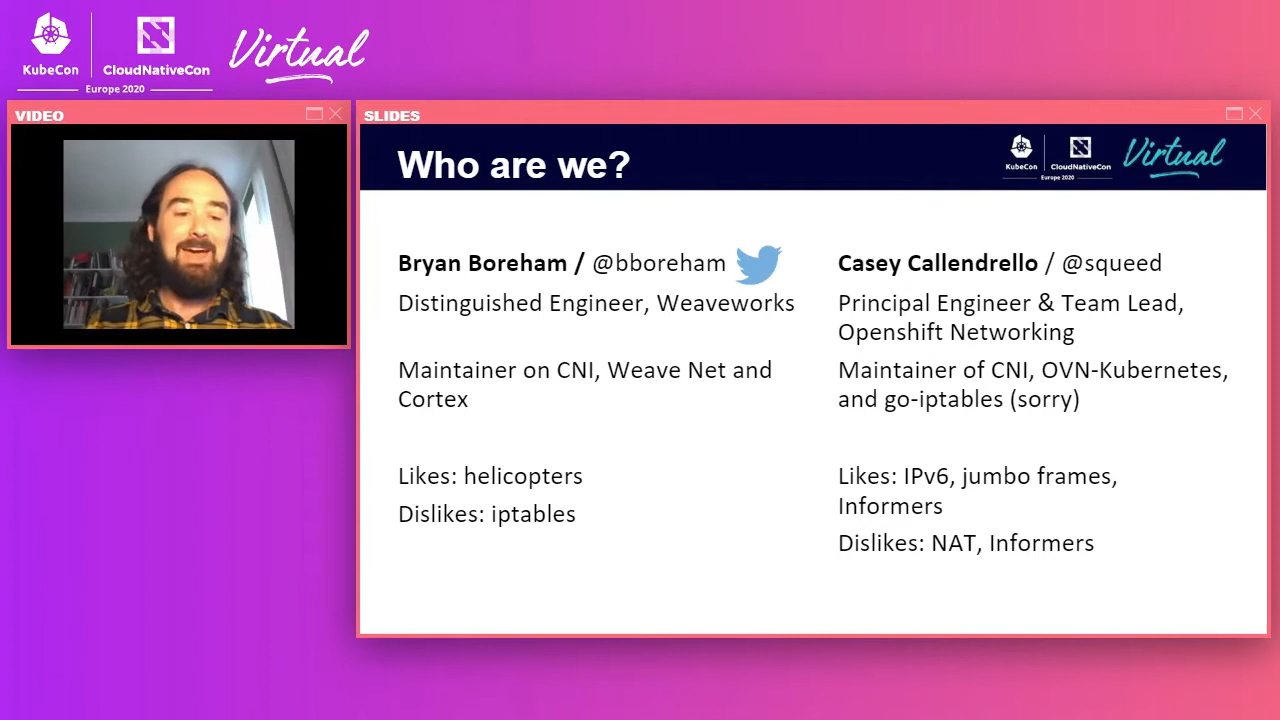 KubeCon
CloudNativeCon
Europe 2020
Virtual
VIDEO
SLIDES
Who are we?
KubeCon
CloudNativeCon
Europe 2020
Virtual
Bryan Boreham / @bboreham
Distinguished Engineer, Weaveworks
Maintainer on CNI, Weave Net and
Cortex
Likes: helicopters
Dislikes: iptables
Casey Callendrello / @squeed
Principal Engineer & Team Lead,
Openshift Networking
Maintainer of CNI, OVN-Kubernetes,
and go-iptables (sorry)
Likes: IPv6, jumbo frames,
Informers
Dislikes: NAT, Informers